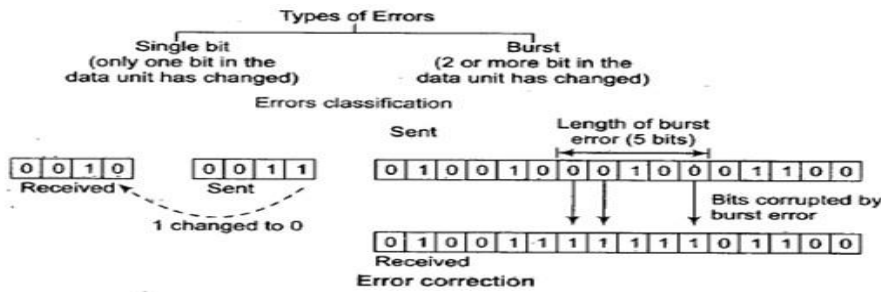 Types of Errors
Single bit
(only one bit in the
data unit has changed)
Burst
(2 or more bit in the
data unit has changed)
Errors classification
Sent
Length of burst
error (5 bits)
0 0 1 0
0 0 1 1
0 1 0 0 1 0 0 0 1 0 0 0 1 1 0 0
Received
Sent
1 changed to 0
Bits corrupted by
burst error
0 1 0 0 1 1 1 1 1 1 1 0 1 1 0 0
Received
Error correction